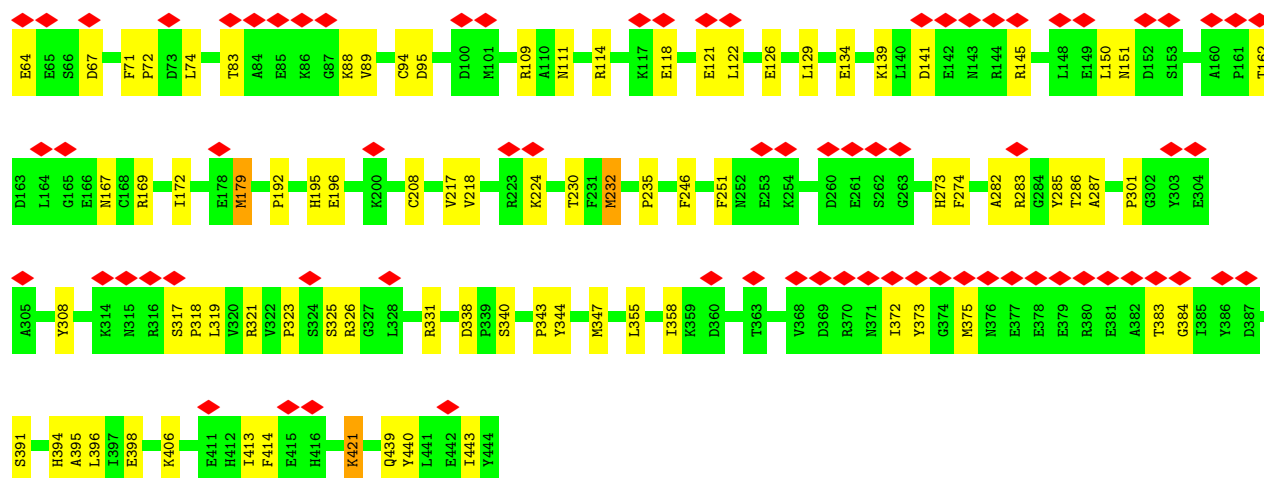 E64 E65 S66 D67 F71 P72 D73 L74 T83 A84 E85 K86 G87 K88 V89 C94 D95 D100 M101 R109 A110 N111 R114 K117 E118 E121 L122 E126 L129 E134 K139 L140 D141 E142 N143 R144 R145 L148 E149 L150 N151 D152 S153 A160 P161 T162
D163 L164 G165 E166 N167 C168 R169 I172 E178 M179 P192 H195 E196 K200 C208 V217 V218 R223 K224 T230 F231 M232 P235 F246 F251 N252 E253 K254 D260 E261 S262 G263 H273 F274 A282 R283 G284 Y285 T286 A287 P301 G302 Y303 E304
A305 Y308 K314 N315 R316 S317 P318 L319 V320 R321 V322 P323 S324 S325 R326 G327 L328 R331 D338 P339 S340 P343 Y344 M347 L355 I358 K359 D360 T363 V368 D369 R370 N371 I372 Y373 G374 M375 N376 E377 E378 E379 R380 E381 A382 T383 G384 I385 Y386 D387
S391 H394 A395 L396 I397 E398 K406 E411 H412 I413 F414 E415 H416 K421 Q439 Y440 L441 E442 I443 Y444